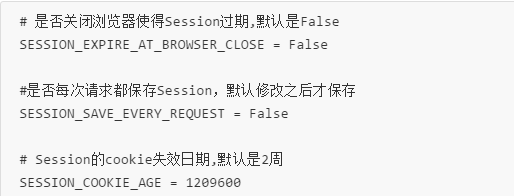 # 是否关闭浏览器使得Session过期,默认是False
SESSION_EXPIRE_AT_BROWSER_CLOSE = False
#是否每次请求都保存Session，默认修改之后才保存
SESSION_SAVE_EVERY_REQUEST = False
# Session的cookie失效日期,默认是2周
SESSION_COOKIE_AGE = 1209600